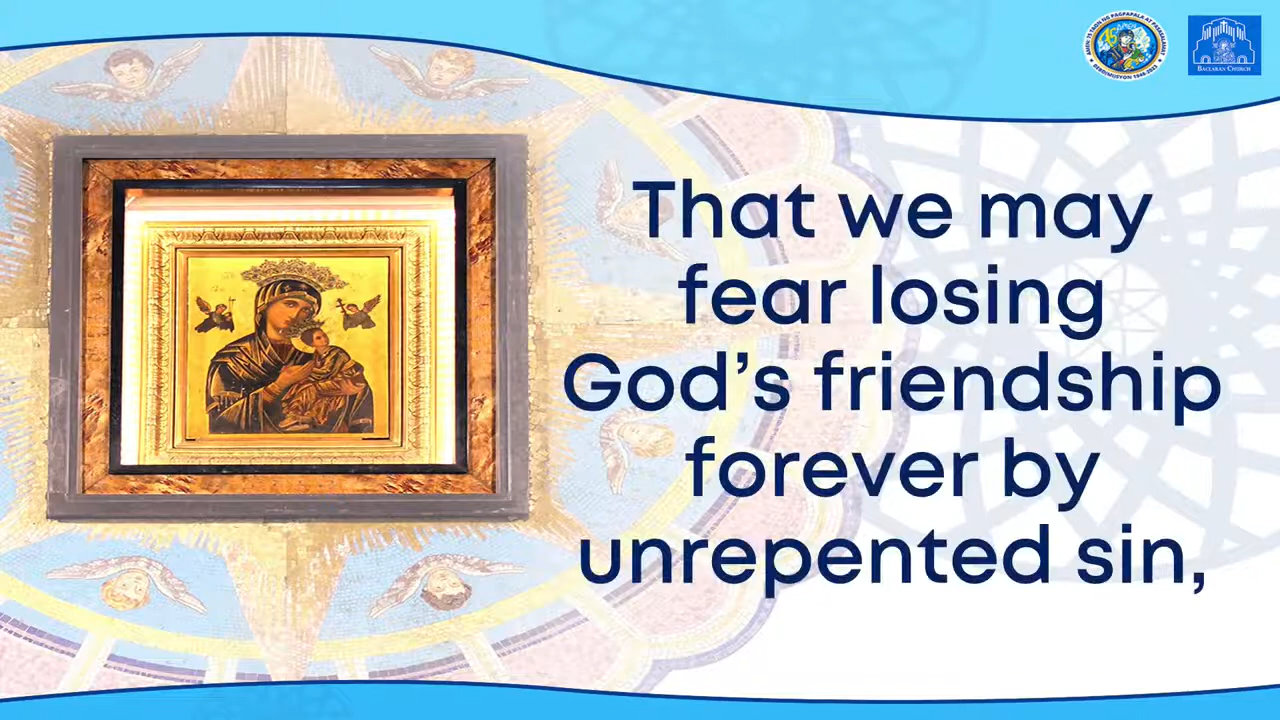 BACLARAN CHURCH
That we may
fear losing
God's friendship
forever by
unrepented sin,